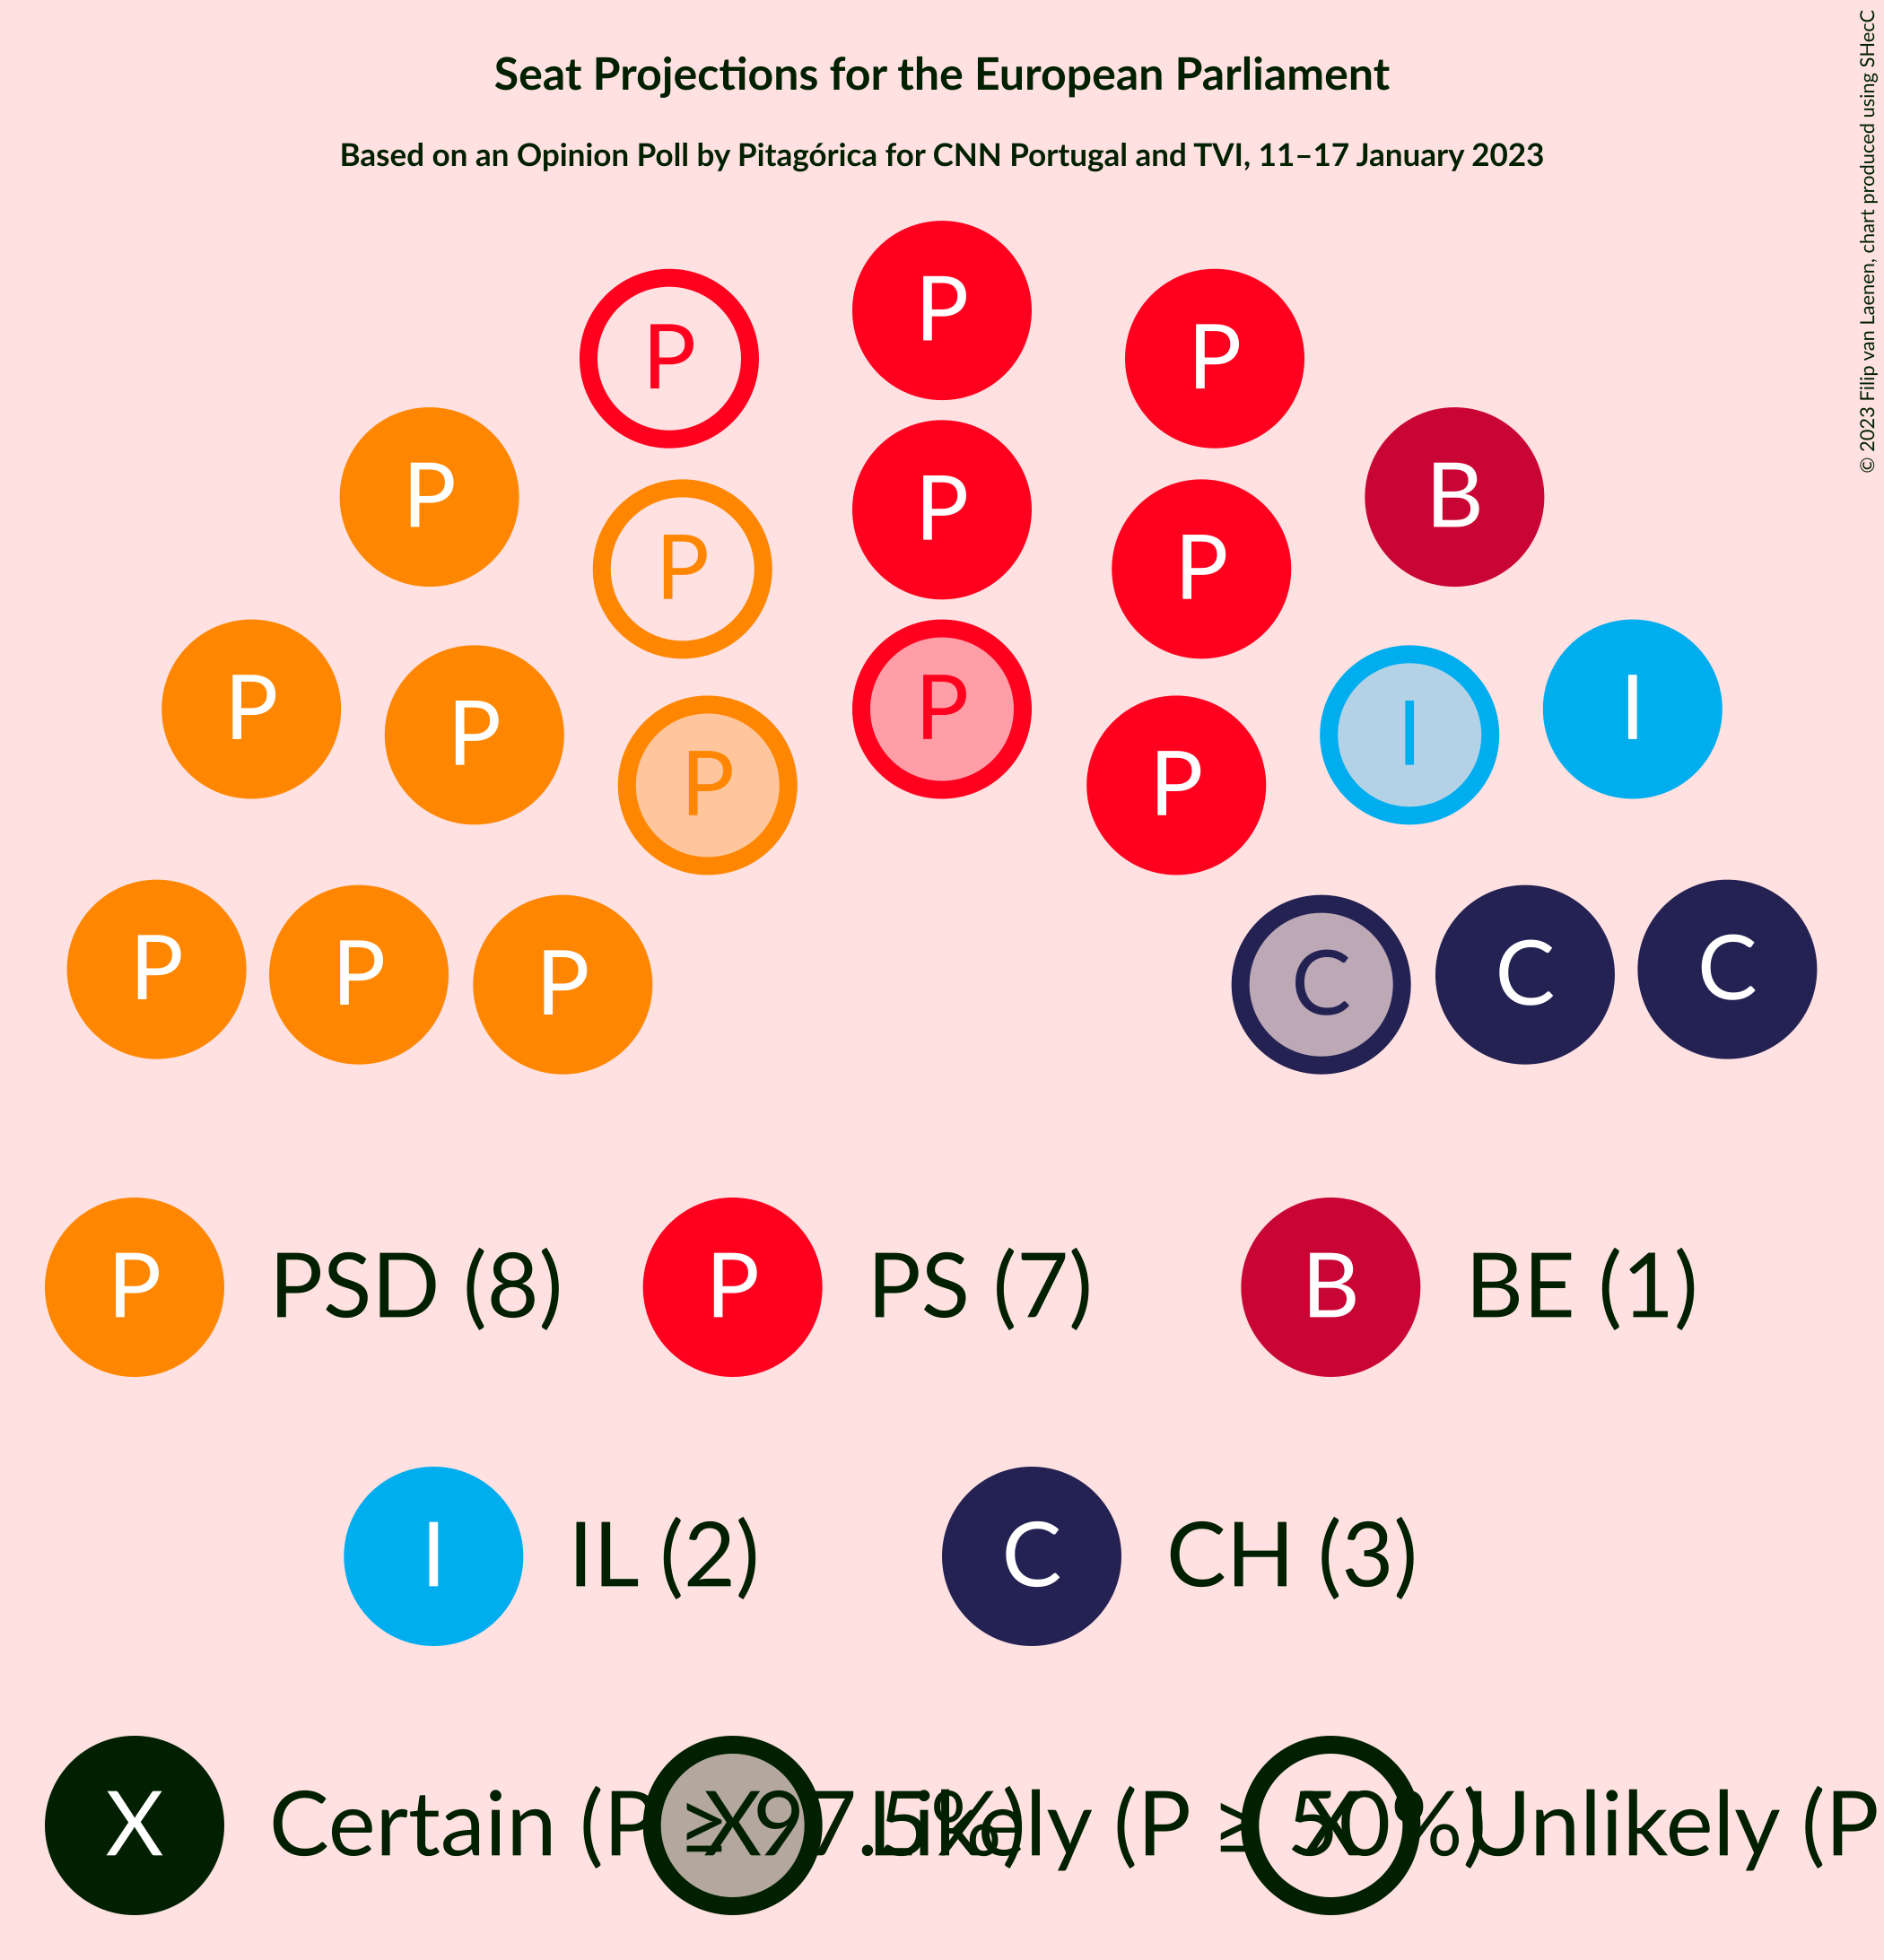 Seat Projections for the European Parliament
Based on an Opinion Poll by Pitagórica for CNN Portugal and TVI, 11–17 January 2023
© 2023 Filip van Laenen, chart produced using SHecC
P P P
P P P P B
P P P P P I I
P P P C C C
P PSD (8) P PS (7) B BE (1)
I IL (2) C CH (3)
X Certain (P ≥ 97.5%) X Likely (P ≥ 50%) X Unlikely (P